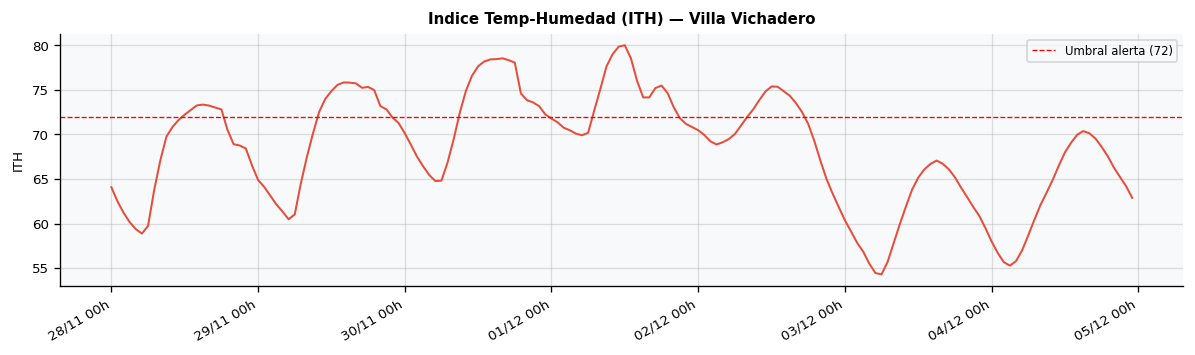 Indice Temp-Humedad (ITH) — Villa Vichadero
Umbral alerta (72)
ITH
80
75
70
65
60
55
28/11 00h
29/11 00h
30/11 00h
01/12 00h
02/12 00h
03/12 00h
04/12 00h
05/12 00h